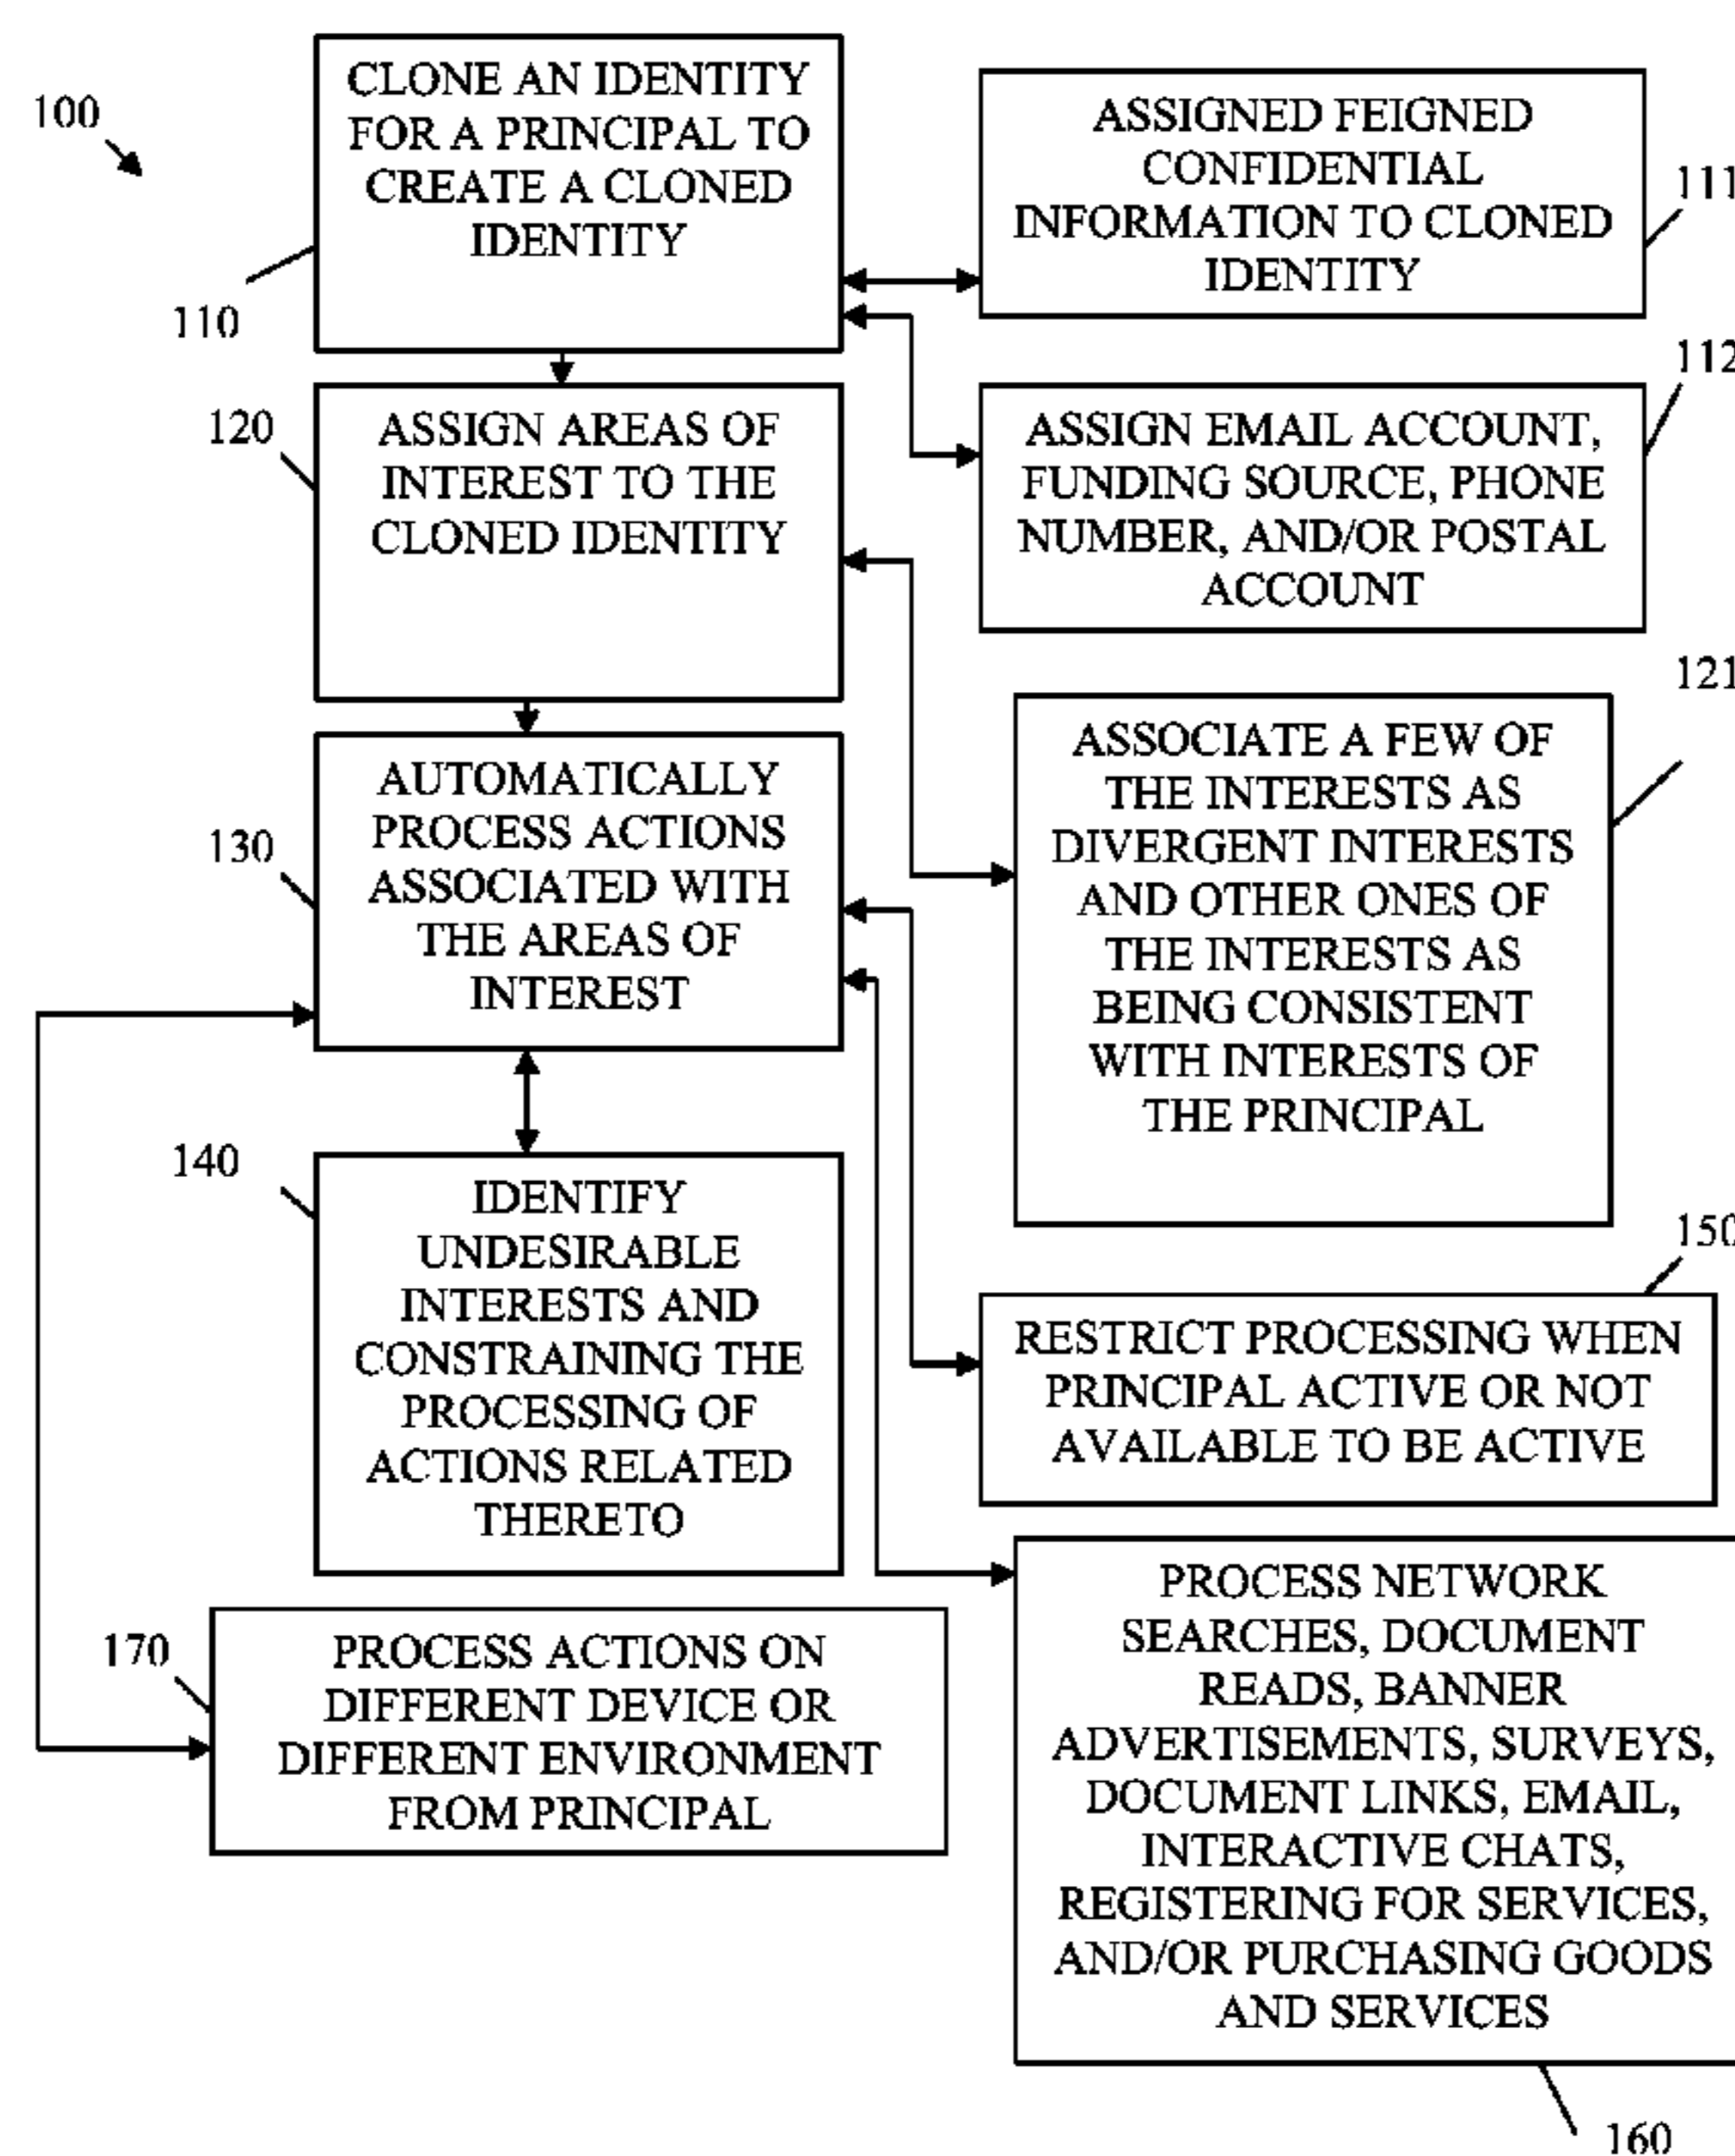 100
CLONE AN IDENTITY
FOR A PRINCIPAL TO
CREATE A CLONED
IDENTITY
110
ASSIGNED FEIGNED
CONFIDENTIAL
INFORMATION TO CLONED
IDENTITY
111
112
ASSIGN EMAIL ACCOUNT,
FUNDING SOURCE, PHONE
NUMBER, AND/OR POSTAL
ACCOUNT
120
ASSIGN AREAS OF
INTEREST TO THE
CLONED IDENTITY
121
ASSOCIATE A FEW OF
THE INTERESTS AS
DIVERGENT INTERESTS
AND OTHER ONES OF
THE INTERESTS AS
BEING CONSISTENT
WITH INTERESTS OF
THE PRINCIPAL
130
AUTOMATICALLY
PROCESS ACTIONS
ASSOCIATED WITH
THE AREAS OF
INTEREST
140
IDENTIFY
UNDESIRABLE
INTERESTS AND
CONSTRAINING THE
PROCESSING OF
ACTIONS RELATED
THERETO
150
RESTRICT PROCESSING WHEN
PRINCIPAL ACTIVE OR NOT
AVAILABLE TO BE ACTIVE
170
PROCESS ACTIONS ON
DIFFERENT DEVICE OR
DIFFERENT ENVIRONMENT
FROM PRINCIPAL
PROCESS NETWORK
SEARCHES, DOCUMENT
READS, BANNER
ADVERTISEMENTS, SURVEYS,
DOCUMENT LINKS, EMAIL,
INTERACTIVE CHATS,
REGISTERING FOR SERVICES,
AND/OR PURCHASING GOODS
AND SERVICES
160